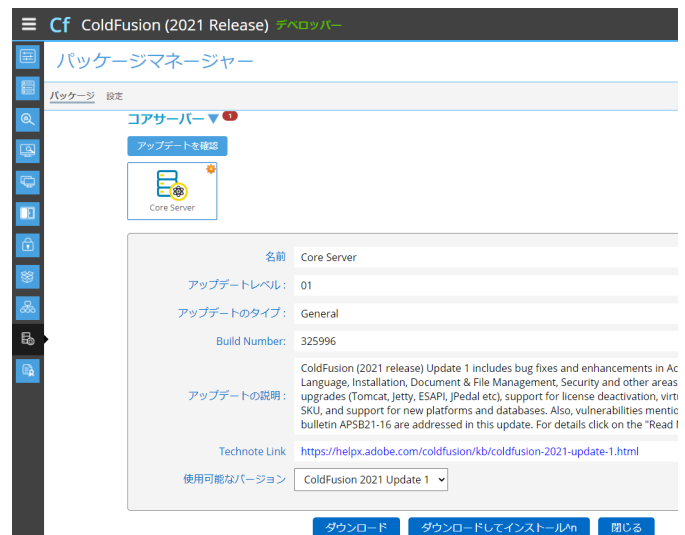 Cf ColdFusion (2021 Release) デベロッパー
パッケージマネージャー
パッケージ 設定
コアサーバー ▼ 1
アップデートを確認
Core Server
名前 Core Server
アップデートレベル : 01
アップデートのタイプ : General
Build Number: 325996
ColdFusion (2021 release) Update 1 includes bug fixes and enhancements in Ac
Language, Installation, Document & File Management, Security and other areas
アップデートの説明 : upgrades (Tomcat, Jetty, ESAPI, JPedal etc), support for license deactivation, virtu
SKU, and support for new platforms and databases. Also, vulnerabilities mentio
bulletin APSB21-16 are addressed in this update. For details click on the "Read M
Technote Link https://helpx.adobe.com/coldfusion/kb/coldfusion-2021-update-1.html
使用可能なバージョン ColdFusion 2021 Update 1
ダウンロード ダウンロードしてインストール^n 閉じる